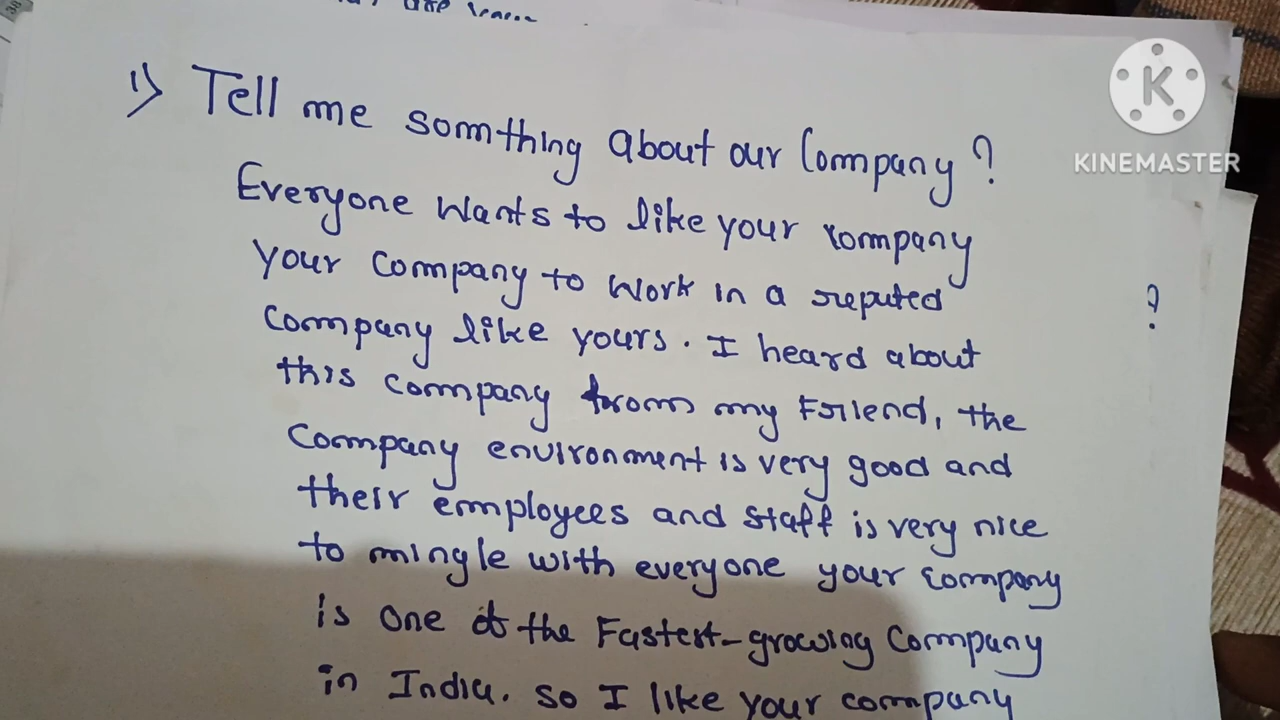 1) Tell me somthing about our Company ?
Everyone wants to like your company
your company to work in a reputed
?
company like yours. I heard about
this company from my Friend, the
company environment is very good and
their employees and staff is very nice
to mingle with everyone your company
is one of the Fastest-growing company
in India. so I like your company
K
KINEMASTER